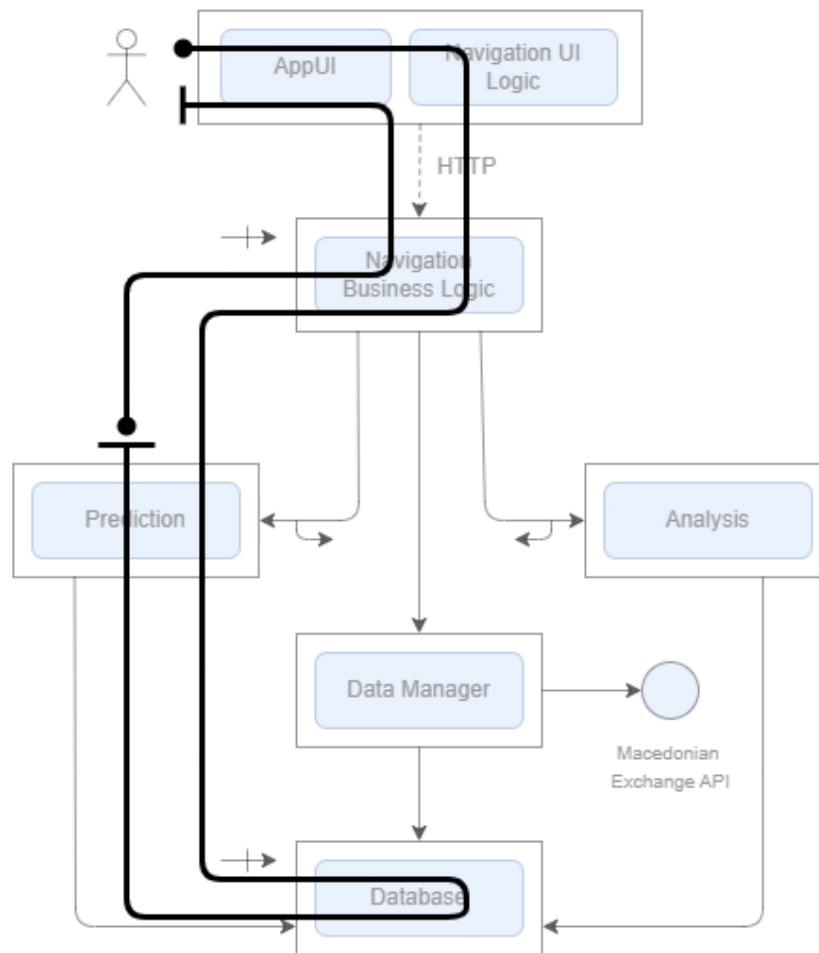 AppUI
Navigation UI
Logic
HTTP
Navigation
Business Logic
Prediction
Analysis
Data Manager
Macedonian
Exchange API
Database